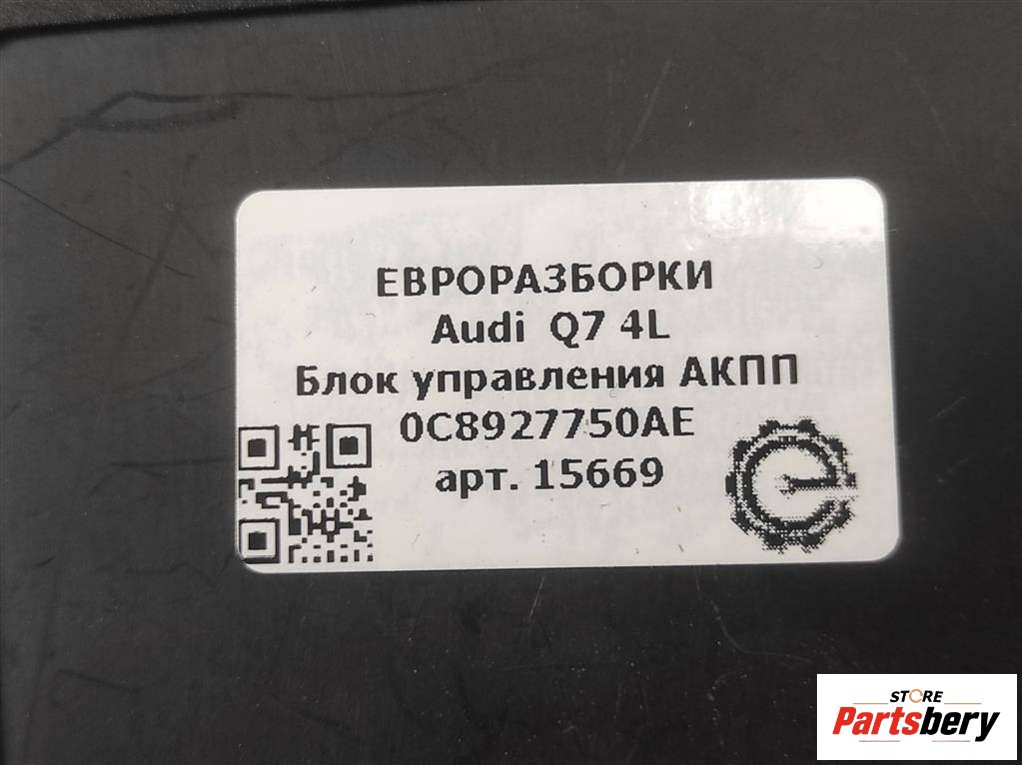 ЕВРОРАЗБОРКИ
Audi Q7 4L
Блок управления АКПП
0C8927750AE
арт. 15669
STORE
Partsbery